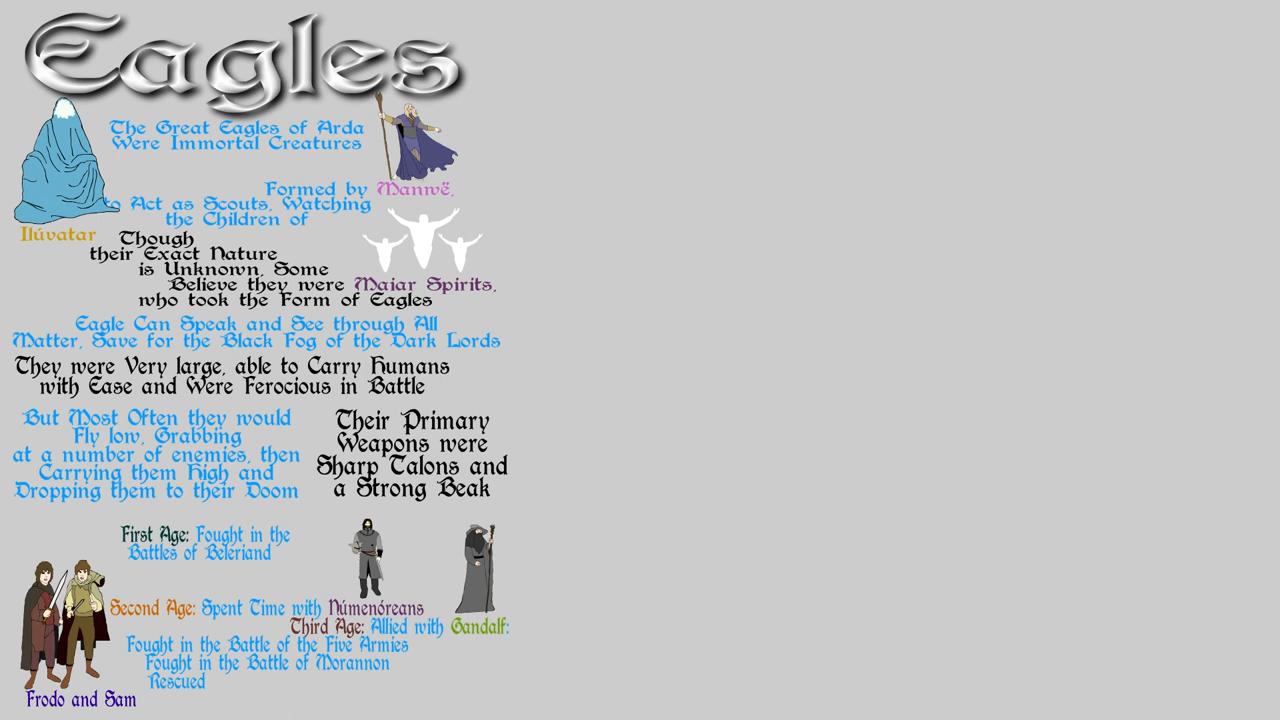 Eagles
The Great Eagles of Arda
Were Immortal Creatures
Formed by Manwë,
to Act as Scouts, Watching
the Children of
Ilúvatar
Though
their Exact Nature
is Unknown, Some
Believe they were Maiar Spirits,
who took the Form of Eagles
Eagle Can Speak and See through All
Matter, Save for the Black Fog of the Dark Lords
They were Very large, able to Carry Humans
with Ease and Were Ferocious in Battle
But Most Often they would
Fly low, Grabbing
at a number of enemies, then
Carrying them High and
Dropping them to their Doom
Their Primary
Weapons were
Sharp Talons and
a Strong Beak
First Age: Fought in the
Battles of Beleriand
Second Age: Spent Time with Númenóreans
Third Age: Allied with Gandalf:
Fought in the Battle of the Five Armies
Fought in the Battle of Morannon
Rescued
Frodo and Sam